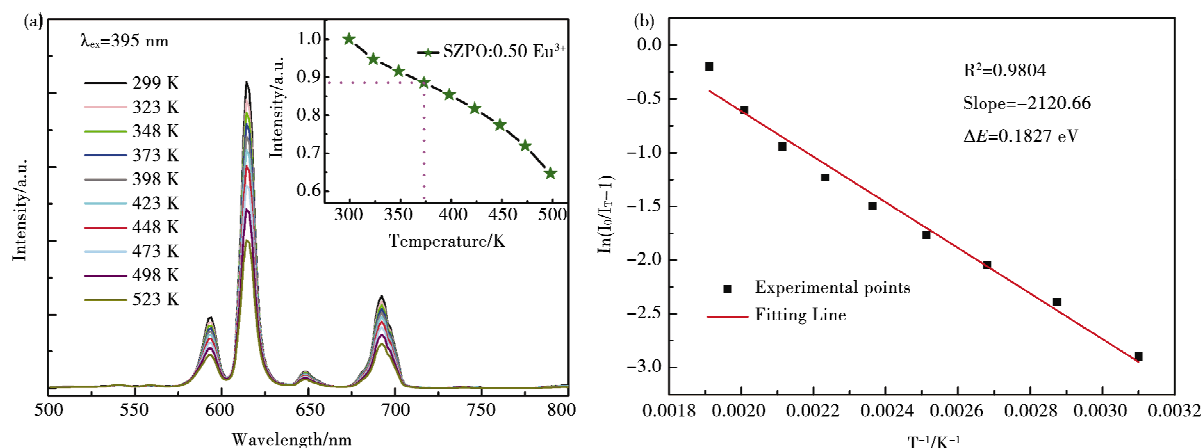 (a)
λex=395 nm
299 K
323 K
348 K
373 K
398 K
423 K
448 K
473 K
498 K
523 K
Intensity/a.u.
500
550
600
650
700
750
800
Wavelength/nm
SZPO:0.50 Eu³⁺
Intensity/a.u.
1.0
0.9
0.8
0.7
0.6
300
350
400
450
500
Temperature/K
(b)
R²=0.9804
Slope=−2120.66
ΔE=0.1827 eV
In(I₀/I_T−1)
0.0
−0.5
−1.0
−1.5
−2.0
−2.5
−3.0
Experimental points
Fitting Line
0.0018
0.0020
0.0022
0.0024
0.0026
0.0028
0.0030
0.0032
T⁻¹/K⁻¹